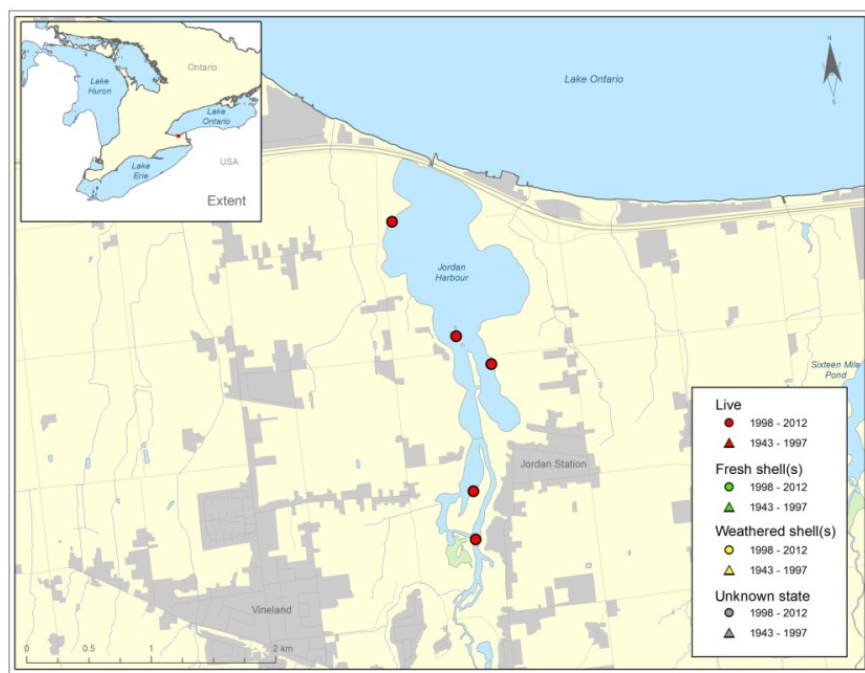 Ontario
Lake
Huron
Lake
Ontario
Lake
Erie
USA
Extent
Lake Ontario
N
S
Jordan
Harbour
Sixteen Mile
Pond
Jordan Station
Vineland
0 0.5 1 2 km
Live
1998 - 2012
1943 - 1997
Fresh shell(s)
1998 - 2012
1943 - 1997
Weathered shell(s)
1998 - 2012
1943 - 1997
Unknown state
1998 - 2012
1943 - 1997